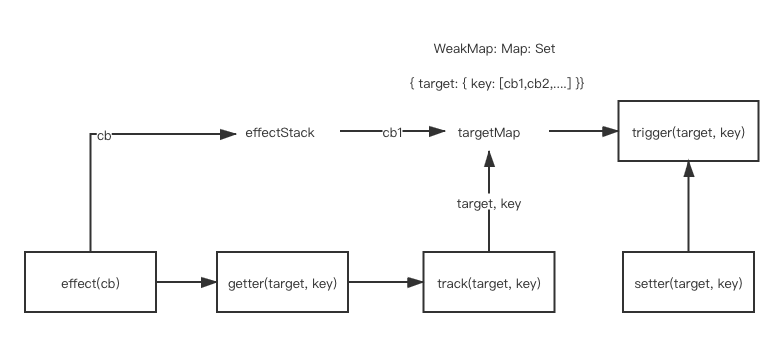 WeakMap: Map: Set
{ target: { key: [cb1,cb2,....] }}
cb
effectStack
cb1
targetMap
trigger(target, key)
target, key
effect(cb)
getter(target, key)
track(target, key)
setter(target, key)